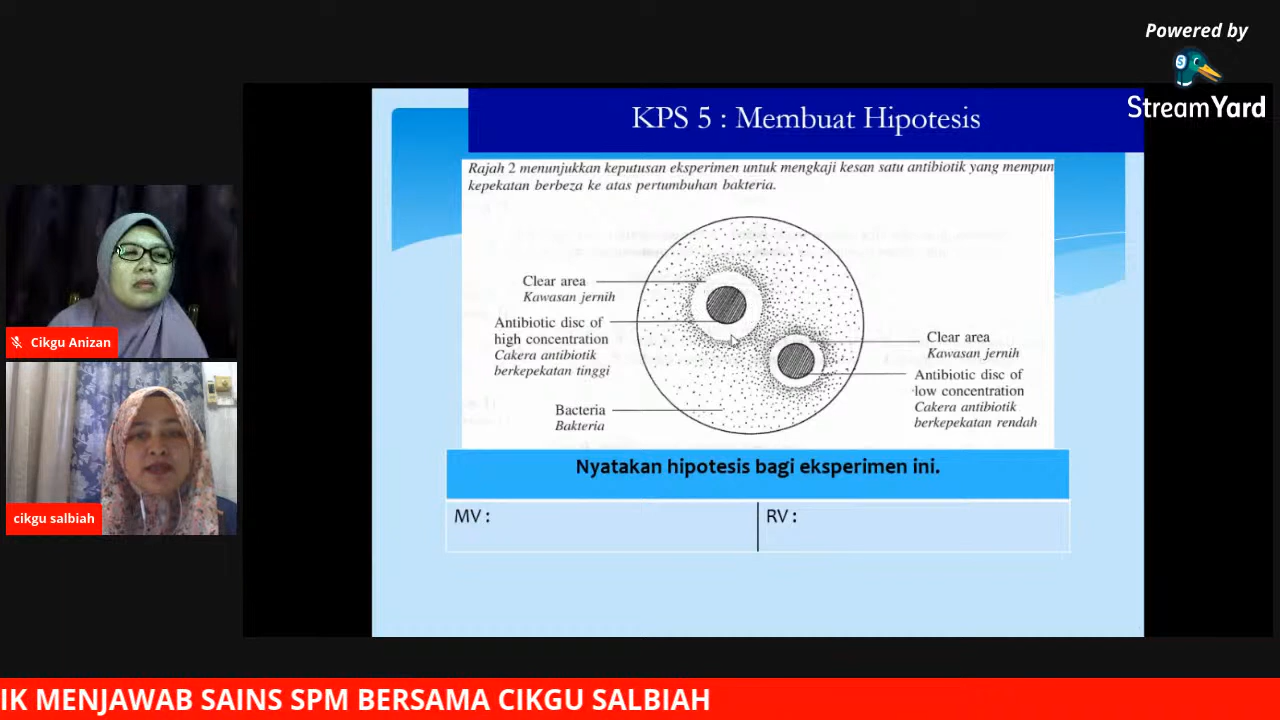 Powered by
StreamYard
KPS 5 : Membuat Hipotesis
Rajah 2 menunjukkan keputusan eksperimen untuk mengkaji kesan satu antibiotik yang mempun
kepekatan berbeza ke atas pertumbuhan bakteria.
Clear area
Kawasan jernih
Antibiotic disc of
high concentration
Cakera antibiotik
berkepekatan tinggi
Bacteria
Bakteria
Clear area
Kawasan jernih
Antibiotic disc of
low concentration
Cakera antibiotik
berkepekatan rendah
Nyatakan hipotesis bagi eksperimen ini.
MV :
RV :
Cikgu Anizan
cikgu salbiah
IK MENJAWAB SAINS SPM BERSAMA CIKGU SALBIAH